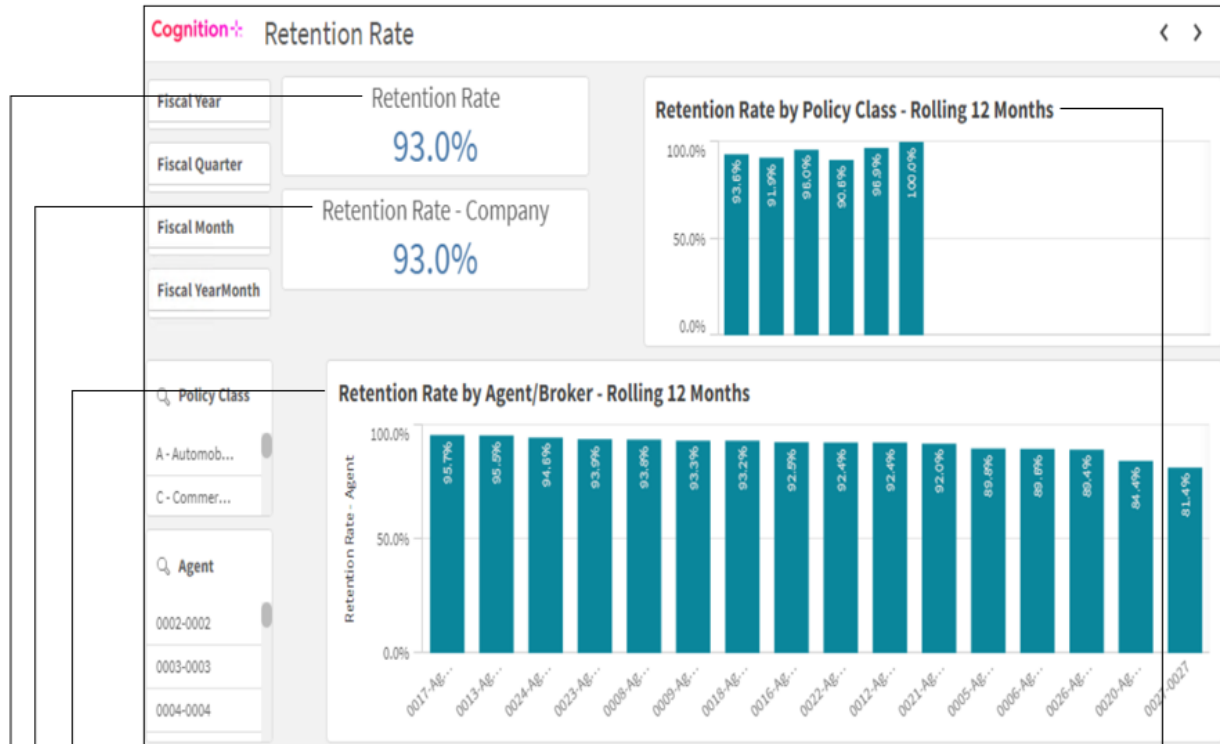 Cognition
Retention Rate
Fiscal Year
Fiscal Quarter
Fiscal Month
Fiscal YearMonth
Retention Rate
93.0%
Retention Rate - Company
93.0%
Retention Rate by Policy Class - Rolling 12 Months
100.0%
50.0%
0.0%
93.6%
91.9%
96.0%
90.6%
96.9%
100.0%
Policy Class
A - Automob...
C - Commer...
Agent
0002-0002
0003-0003
0004-0004
Retention Rate by Agent/Broker - Rolling 12 Months
Retention Rate - Agent
100.0%
50.0%
0.0%
95.7%
95.5%
94.6%
93.9%
93.8%
93.3%
93.2%
92.5%
92.4%
92.4%
92.0%
89.8%
89.6%
89.4%
84.4%
81.4%
0017-Ag...
0013-Ag...
0024-Ag...
0023-Ag...
0008-Ag...
0009-Ag...
0018-Ag...
0016-Ag...
0022-Ag...
0012-Ag...
0021-Ag...
0005-Ag...
0006-Ag...
0026-Ag...
0020-Ag...
0027-0027